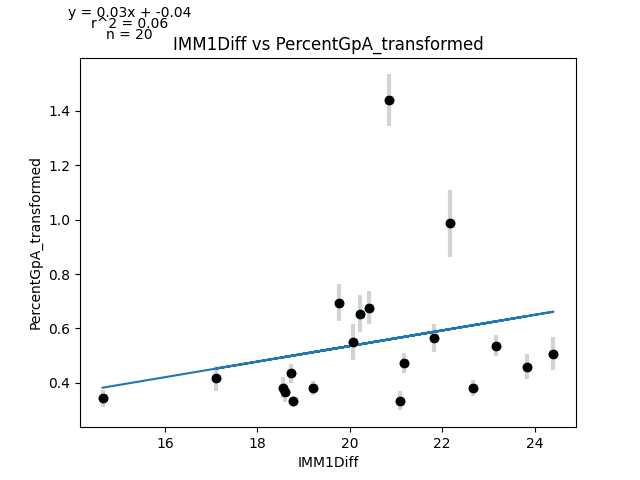 y = 0.03x + -0.04
r^2 = 0.06
n = 20
IMM1Diff vs PercentGpA_transformed
PercentGpA_transformed
1.4
1.2
1.0
0.8
0.6
0.4
16 18 20 22 24
IMM1Diff